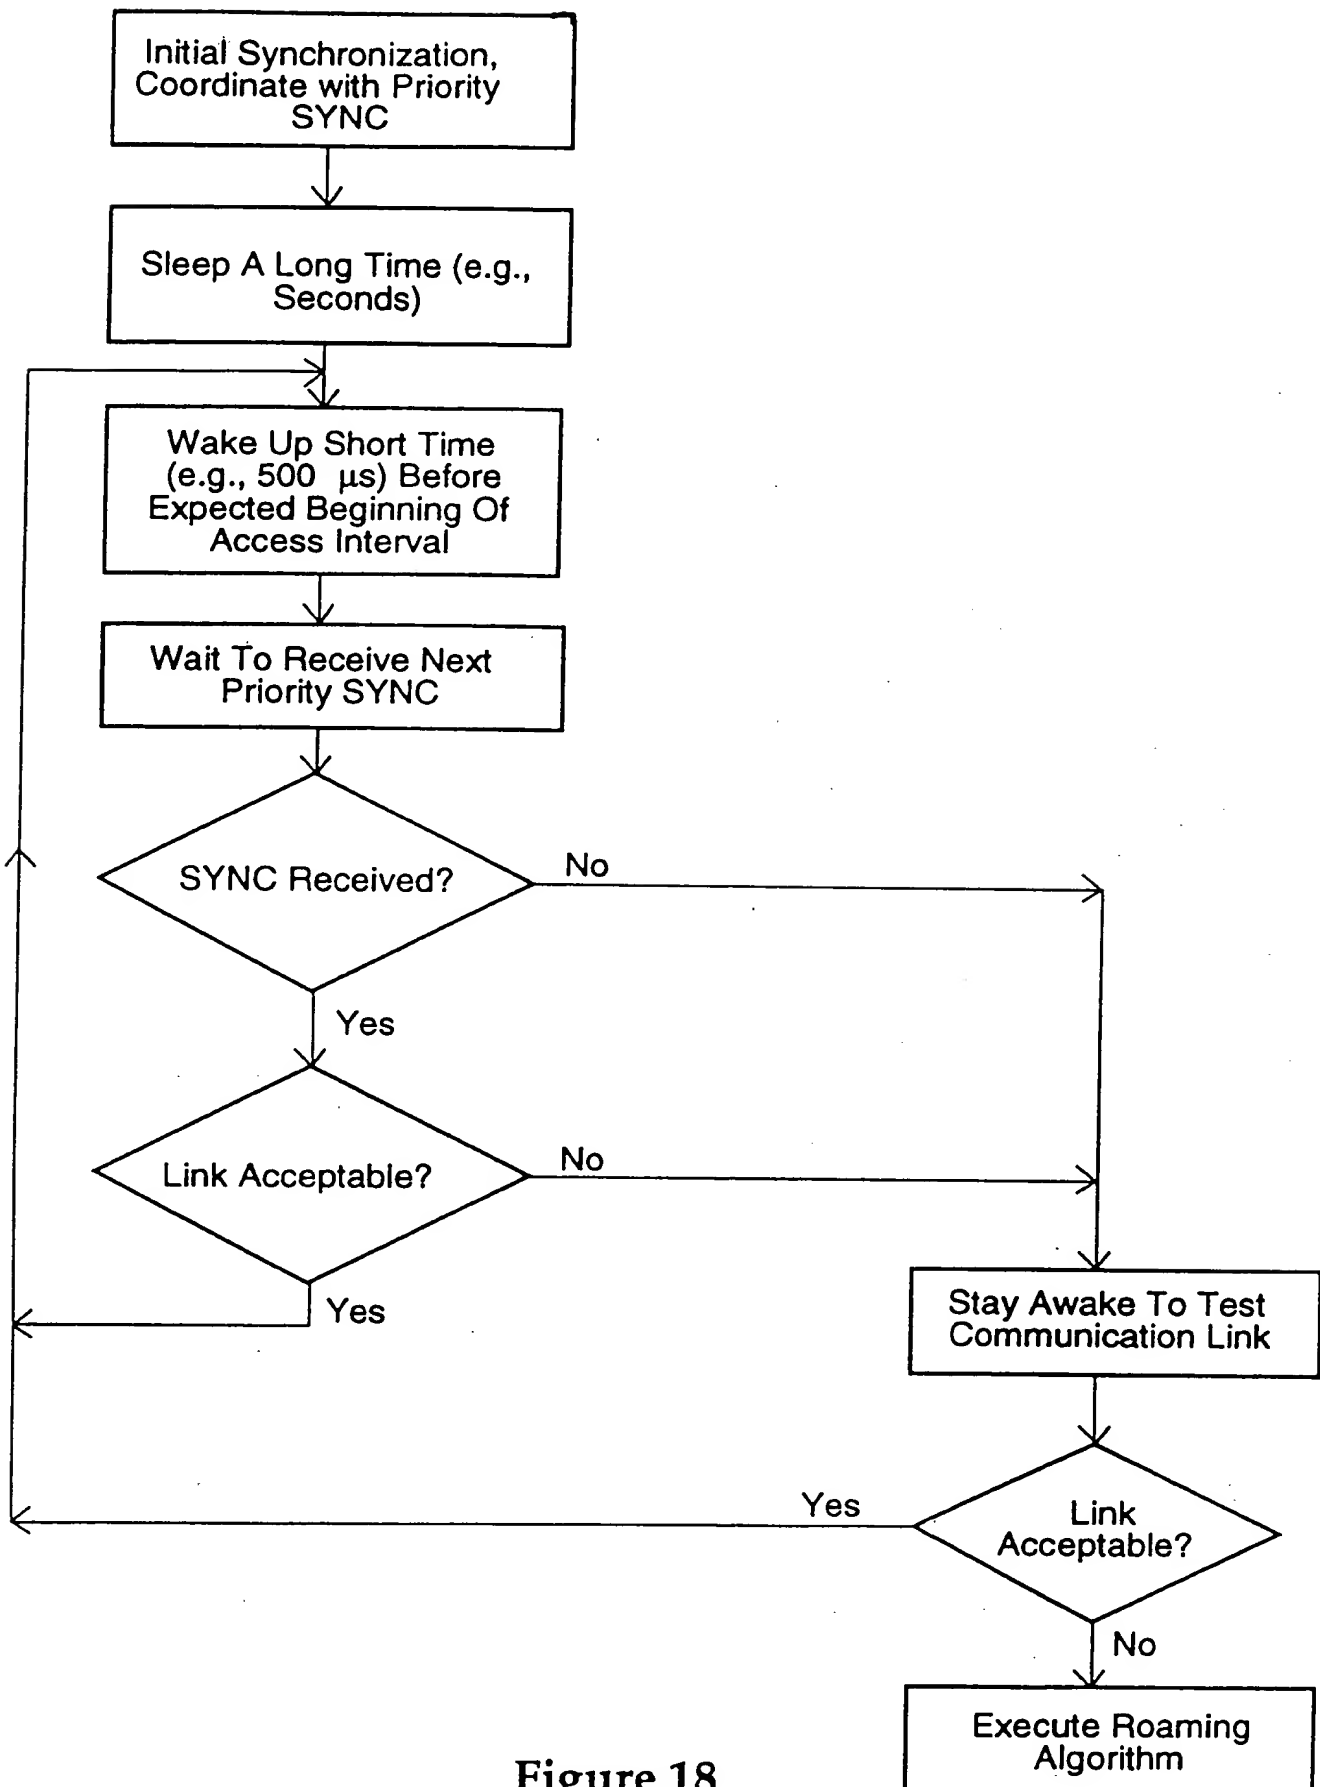 Initial Synchronization,
Coordinate with Priority
SYNC
Sleep A Long Time (e.g.,
Seconds)
Wake Up Short Time
(e.g., 500 μs) Before
Expected Beginning Of
Access Interval
Wait To Receive Next
Priority SYNC
SYNC Received?
No
Yes
Link Acceptable?
No
Yes
Stay Awake To Test
Communication Link
Link
Acceptable?
Yes
No
Execute Roaming
Algorithm
Figure 18